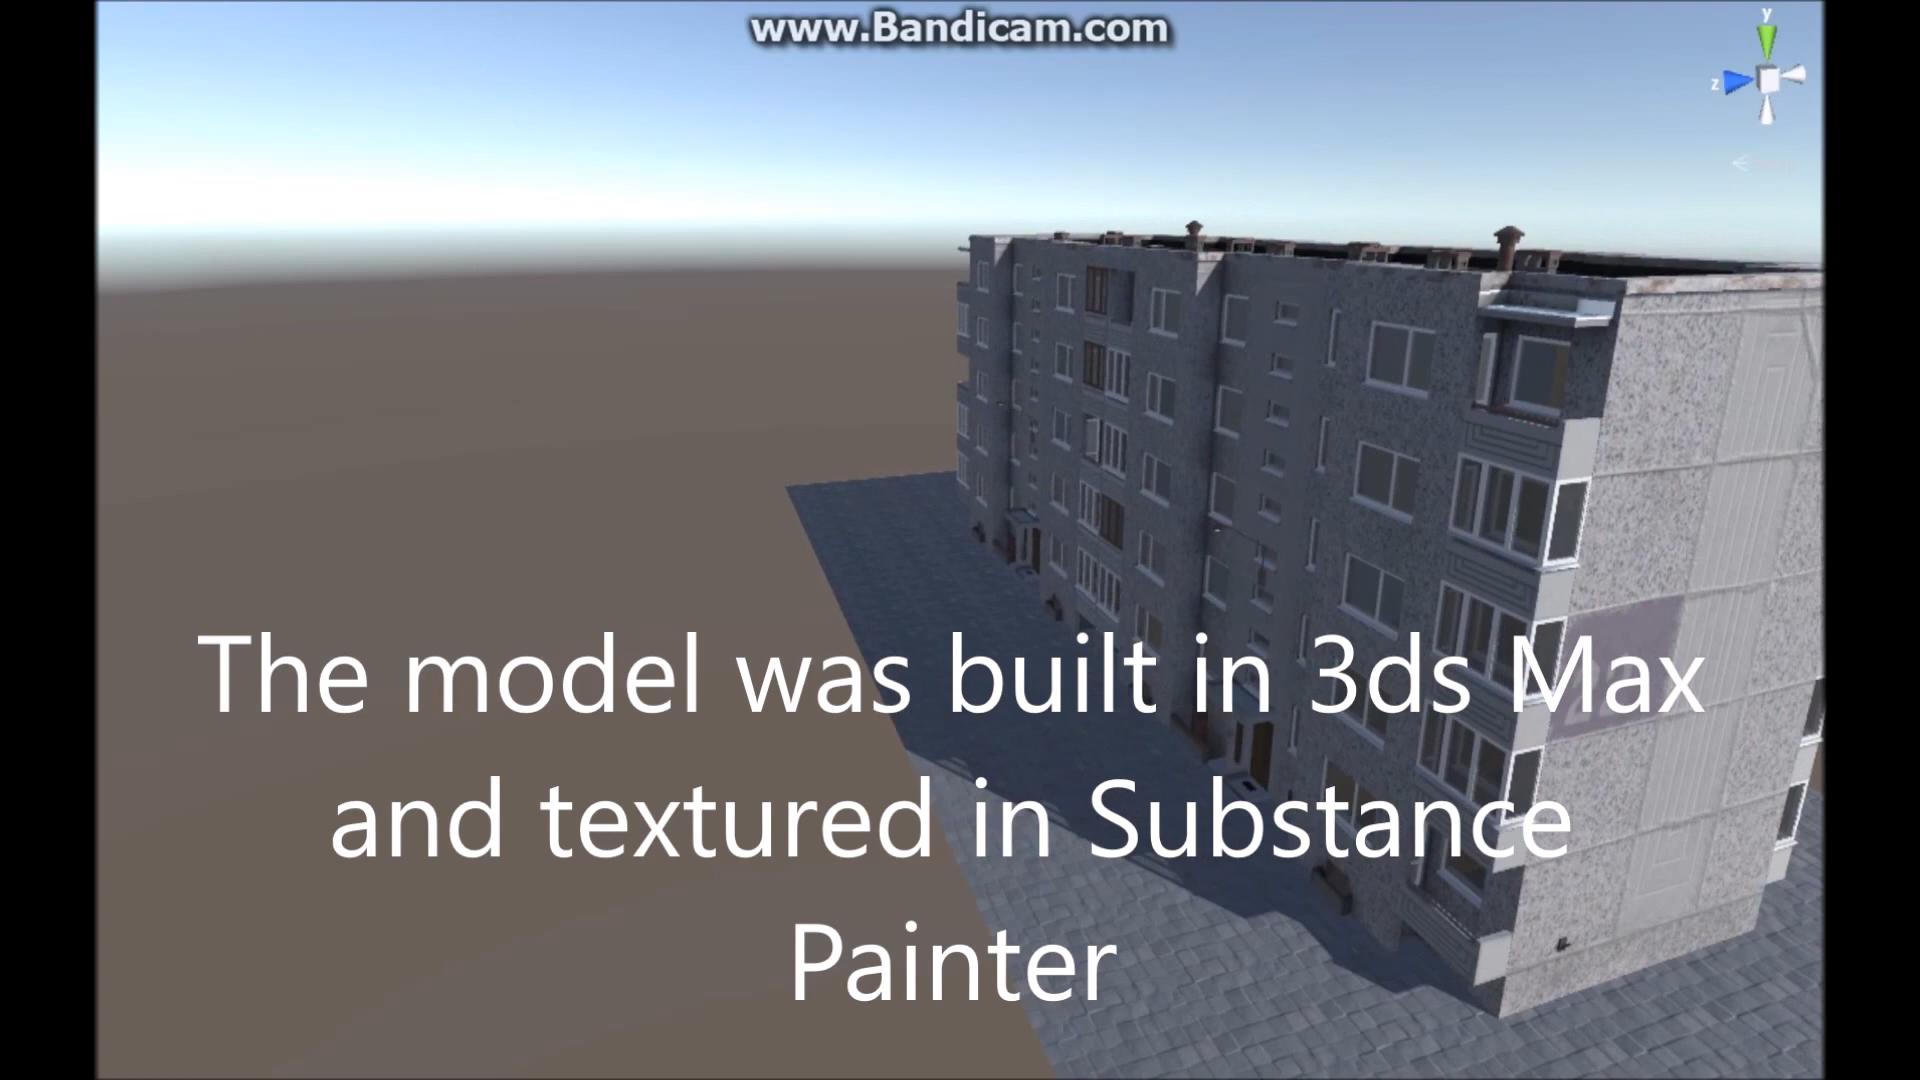 www.Bandicam.com
y
z
The model was built in 3ds Max
and textured in Substance
Painter